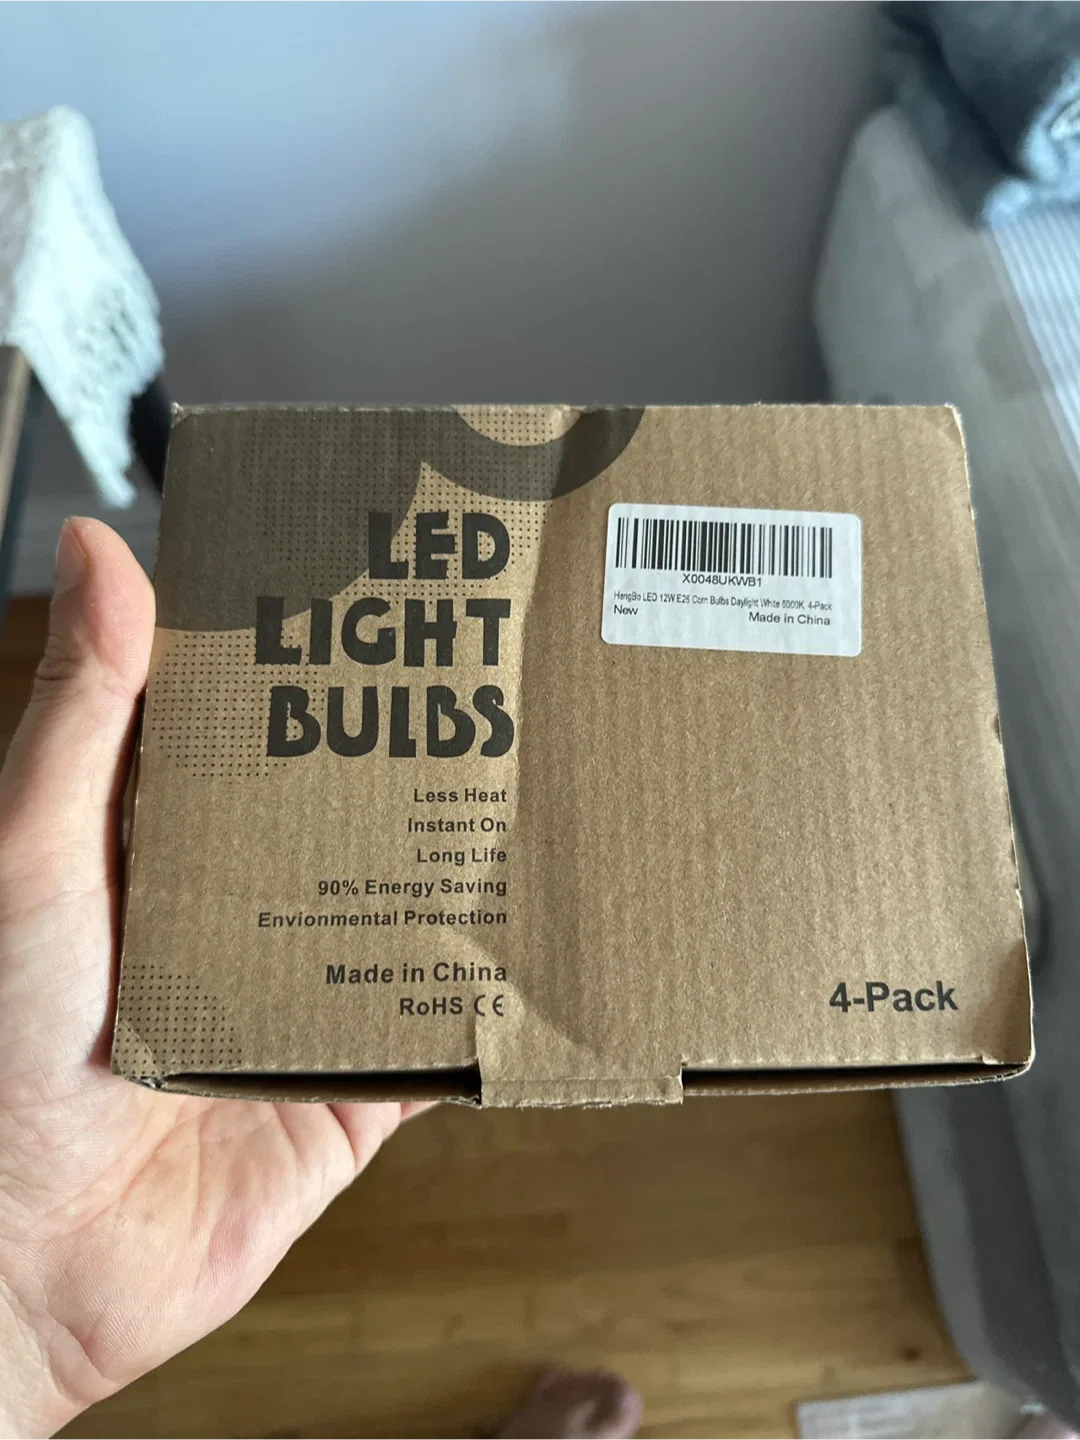 LED
LIGHT
BULBS
Less Heat
Instant On
Long Life
90% Energy Saving
Envionmental Protection
Made in China
RoHS CE
X0048UKWB1
HengBo LED 12W E26 Corn Bulbs Daylight White 6000K, 4-Pack
New
Made in China
4-Pack